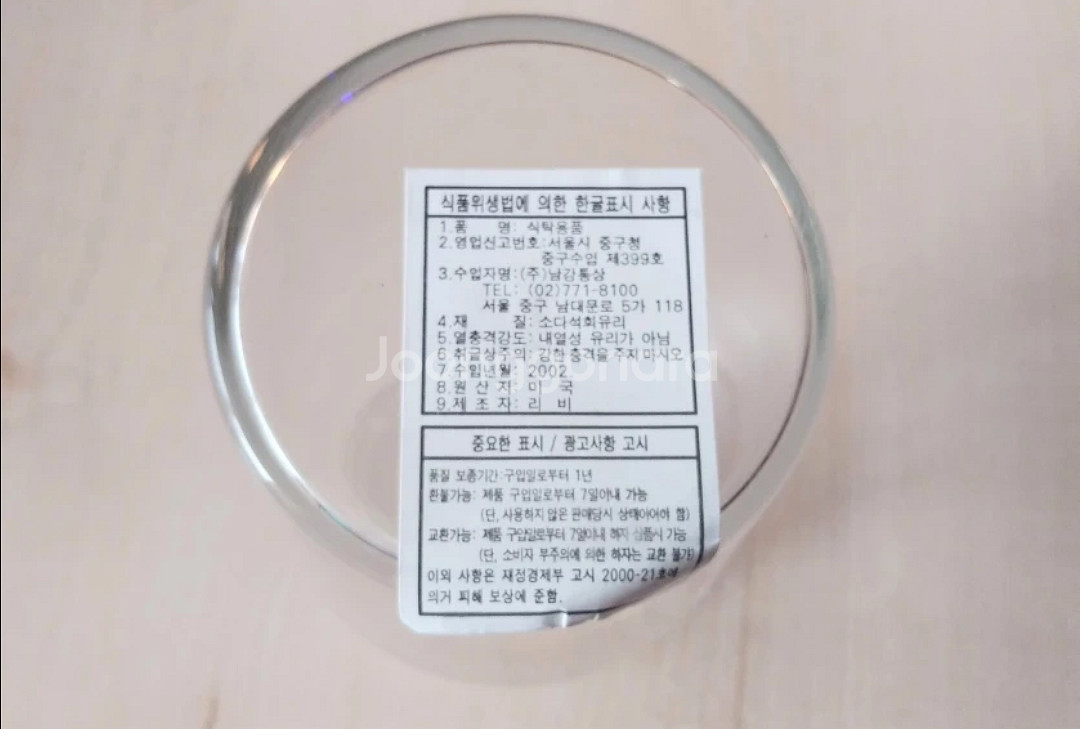 식품위생법에 의한 한글표시 사항
1.품 명: 식탁용품
2.영업신고번호:서울시 중구청
중구수입 제399호
3.수입자명:(주)남강통상
TEL: (02)771-8100
서울 중구 남대문로 5가 118
4.재 질: 소다석회유리
5.열충격강도: 내열성 유리가 아님
6.취급상주의: 강한 충격을 주지 마시오
7.수입년월: 2002.
8.원 산 지: 미 국
9.제 조 자: 리 비
Joonggonara
중요한 표시 / 광고사항 고시
품질 보증기간:구입일로부터 1년
환불가능: 제품 구입일로부터 7일이내 가능
(단, 사용하지 않은 판매당시 상태이어야 함)
교환가능: 제품 구입일로부터 7일이내 하자 상품시 가능
(단, 소비자 부주의에 의한 하자는 교환 불가)
이외 사항은 재정경제부 고시 2000-21호에
의거 피해 보상에 준함.